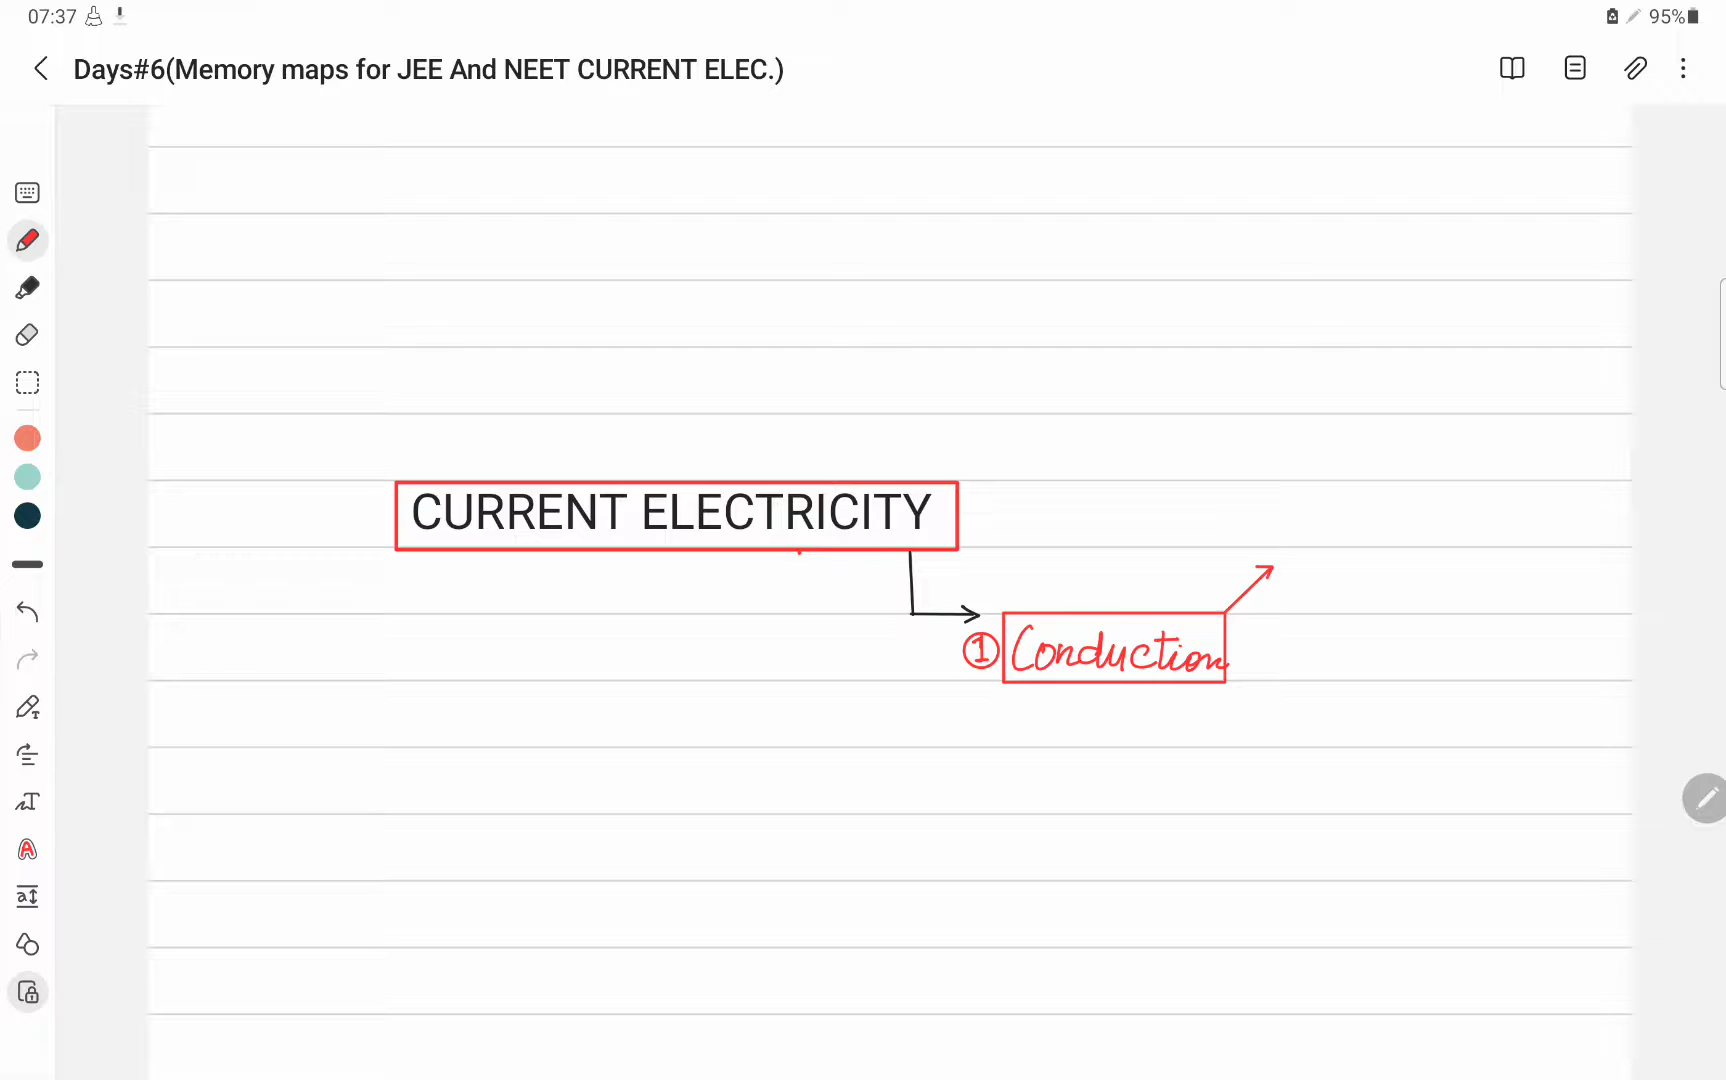 07:37
95%
Days#6(Memory maps for JEE And NEET CURRENT ELEC.)
CURRENT ELECTRICITY
① Conduction